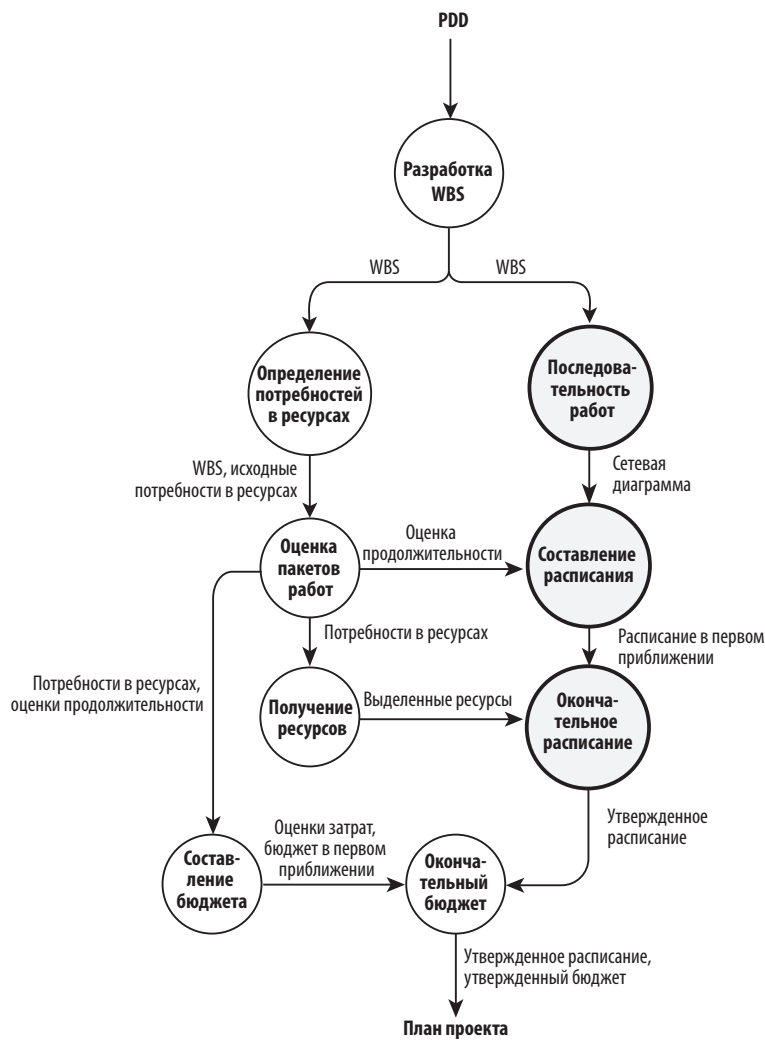 PDD
Разработка
WBS
WBS
WBS
Определение
потребностей
в ресурсах
Последова-
тельность
работ
WBS, исходные
потребности в ресурсах
Сетевая
диаграмма
Оценка
пакетов
работ
Оценка
продолжительности
Составление
расписания
Потребности в ресурсах
Расписание в первом
приближении
Потребности в ресурсах,
оценки продолжительности
Получение
ресурсов
Выделенные ресурсы
Оконча-
тельное
расписание
Утвержденное
расписание
Состав-
ление
бюджета
Оценки затрат,
бюджет в первом
приближении
Оконча-
тельный
бюджет
Утвержденное расписание,
утвержденный бюджет
План проекта